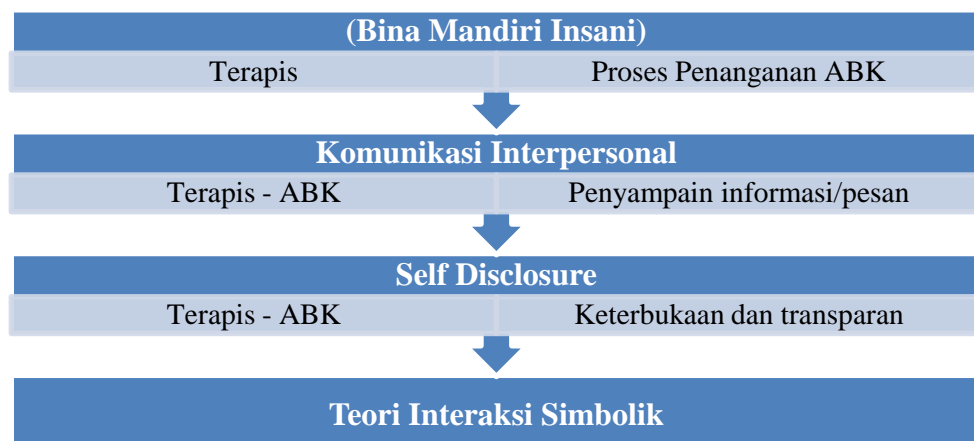 (Bina Mandiri Insani)
Terapis
Proses Penanganan ABK
Komunikasi Interpersonal
Terapis - ABK
Penyampain informasi/pesan
Self Disclosure
Terapis - ABK
Keterbukaan dan transparan
Teori Interaksi Simbolik